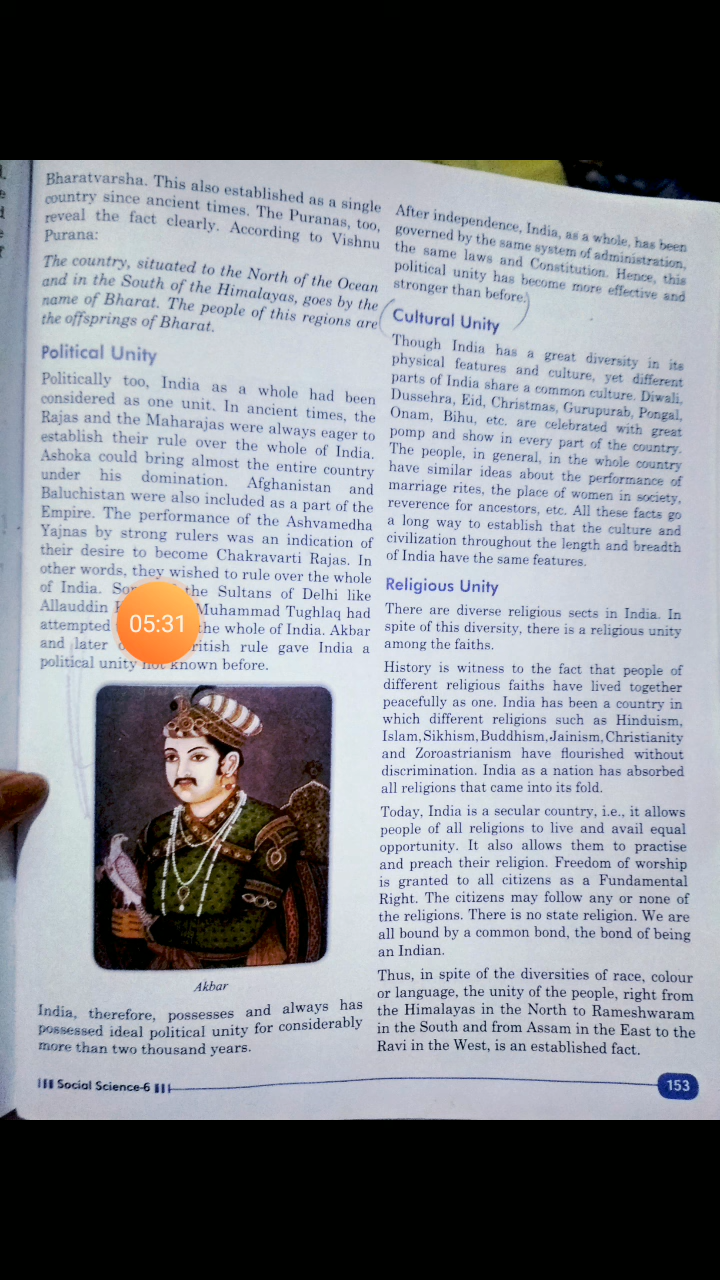 Bharatvarsha. This also established as a single
country since ancient times. The Puranas, too,
reveal the fact clearly. According to Vishnu
Purana:
The country, situated to the North of the Ocean
and in the South of the Himalayas, goes by the
name of Bharat. The people of this regions are
the offsprings of Bharat.
Political Unity
Politically too, India as a whole had been
considered as one unit. In ancient times, the
Rajas and the Maharajas were always eager to
establish their rule over the whole of India.
Ashoka could bring almost the entire country
under his domination. Afghanistan and
Baluchistan were also included as a part of the
Empire. The performance of the Ashvamedha
Yajnas by strong rulers was an indication of
their desire to become Chakravarti Rajas. In
other words, they wished to rule over the whole
of India. the Sultans of Delhi like
Allauddin Muhammad Tughlaq had
attempted the whole of India. Akbar
and later rule gave India a
political unity not known before.
05:31
Akbar
India, therefore, possesses and always has
possessed ideal political unity for considerably
more than two thousand years.
After independence, India, as a whole, has been
governed by the same system of administration,
the same laws and Constitution. Hence, this
political unity has become more effective and
stronger than before.
Cultural Unity
Though India has a great diversity in its
physical features and culture, yet different
parts of India share a common culture. Diwali,
Dussehra, Eid, Christmas, Gurupurab, Pongal,
Onam, Bihu, etc. are celebrated with great
pomp and show in every part of the country.
The people, in general, in the whole country
have similar ideas about the performance of
marriage rites, the place of women in society,
reverence for ancestors, etc. All these facts go
a long way to establish that the culture and
civilization throughout the length and breadth
of India have the same features.
Religious Unity
There are diverse religious sects in India. In
spite of this diversity, there is a religious unity
among the faiths.
History is witness to the fact that people of
different religious faiths have lived together
peacefully as one. India has been a country in
which different religions such as Hinduism,
Islam, Sikhism, Buddhism, Jainism, Christianity
and Zoroastrianism have flourished without
discrimination. India as a nation has absorbed
all religions that came into its fold.
Today, India is a secular country, i.e., it allows
people of all religions to live and avail equal
opportunity. It also allows them to practise
and preach their religion. Freedom of worship
is granted to all citizens as a Fundamental
Right. The citizens may follow any or none of
the religions. There is no state religion. We are
all bound by a common bond, the bond of being
an Indian.
Thus, in spite of the diversities of race, colour
or language, the unity of the people, right from
the Himalayas in the North to Rameshwaram
in the South and from Assam in the East to the
Ravi in the West, is an established fact.
Social Science-6
153